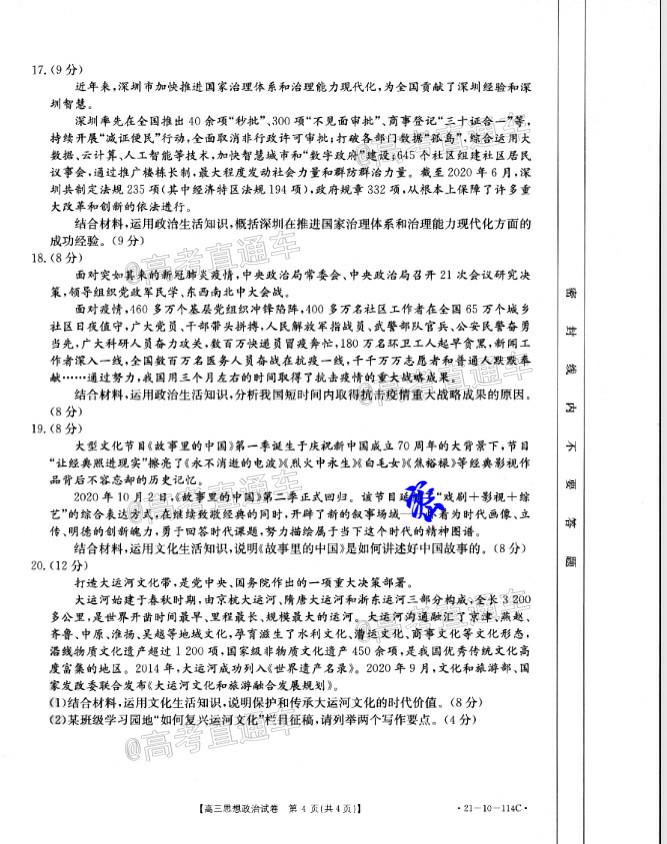 17.(9分)
近年来,深圳市加快推进国家治理体系和治理能力现代化,为全国贡献了深圳经验和深
圳智慧。
深圳率先在全国推出40余项“秒批”、300项“不见面审批”、商事登记“三十证合一”等,
持续开展“减证便民”行动,全面取消非行政许可审批;打破各部门数据“孤岛”,综合运用大
数据、云计算、人工智能等技术,加快智慧城市和“数字政府”建设;645个社区组建社区居民
议事会,通过推广楼栋长制,最大程度发动社会力量和群防群治力量。截至2020年6月,深
圳共制定法规235项(其中经济特区法规194项),政府规章332项,从根本上保障了许多重
大改革和创新的依法进行。
结合材料,运用政治生活知识,概括深圳在推进国家治理体系和治理能力现代化方面的
成功经验。(9分)
18.(8分)
面对突如其来的新冠肺炎疫情,中央政治局常委会、中央政治局召开21次会议研究决
策,领导组织党政军民学、东西南北中大会战。
面对疫情,460多万个基层党组织冲锋陷阵,400多万名社区工作者在全国65万个城乡
社区日夜值守,广大党员、干部带头拼搏,人民解放军指战员、武警部队官兵、公安民警奋勇
当先,广大科研人员奋力攻关,数百万快递员冒疫奔忙,180万名环卫工人起早贪黑,新闻工
作者深入一线,全国数百万名医务人员奋战在抗疫一线,千千万万志愿者和普通人默默奉
献……通过努力,我国用三个月左右的时间取得了抗击疫情的重大战略成果。
结合材料,运用政治生活知识,分析我国短时间内取得抗击疫情重大战略成果的原因。
(8分)
19.(8分)
大型文化节目《故事里的中国》第一季诞生于庆祝新中国成立70周年的大背景下,节目
“让经典照进现实”擦亮了《永不消逝的电波》《烈火中永生》《白毛女》《焦裕禄》等经典影视作
品背后不容忘却的历史记忆。
2020年10月2日,《故事里的中国》第二季正式回归。该节目延“戏剧+影视+综
艺”的综合表达方式,在继续致敬经典的同时,开辟了新的叙事场域—着为时代画像、立
传、明德的创新魄力,勇于回答时代课题,努力描绘属于当下这个时代的精神图谱。
结合材料,运用文化生活知识,说明《故事里的中国》是如何讲述好中国故事的。(8分)
20.(12分)
打造大运河文化带,是党中央、国务院作出的一项重大决策部署。
大运河始建于春秋时期,由京杭大运河、隋唐大运河和浙东运河三部分构成,全长3 200
多公里,是世界开凿时间最早、里程最长、规模最大的运河。大运河沟通融汇了京津、燕赵、
齐鲁、中原、淮扬、吴越等地域文化,孕育滋生了水利文化、漕运文化、商事文化等文化形态,
沿线物质文化遗产超过1 200项,国家级非物质文化遗产450余项,是我国优秀传统文化高
度富集的地区。2014年,大运河成功列入《世界遗产名录》。2020年9月,文化和旅游部、国
家发改委联合发布《大运河文化和旅游融合发展规划》。
(1)结合材料,运用文化生活知识,说明保护和传承大运河文化的时代价值。(8分)
(2)某班级学习园地“如何复兴运河文化”栏目征稿,请列举两个写作要点。(4分)
【高三思想政治试卷 第4页(共4页)】
·21-10-114C·
密封线内不要答题
@高考直通车
@高考直通车
@高考直通车
@高考直通车
@高考直通车